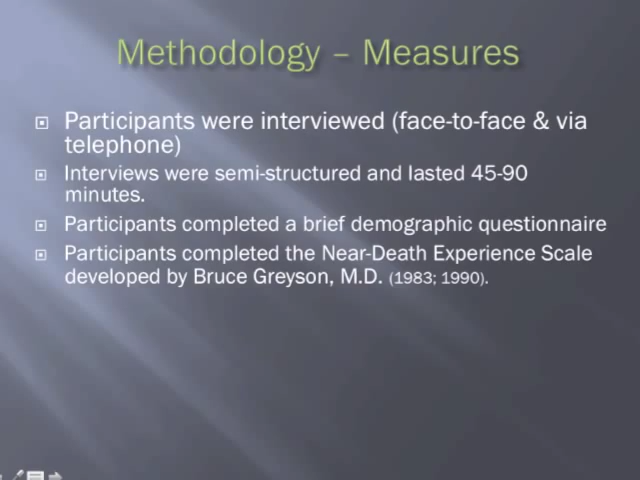 Methodology – Measures
Participants were interviewed (face-to-face & via
telephone)
Interviews were semi-structured and lasted 45-90
minutes.
Participants completed a brief demographic questionnaire
Participants completed the Near-Death Experience Scale
developed by Bruce Greyson, M.D. (1983; 1990).